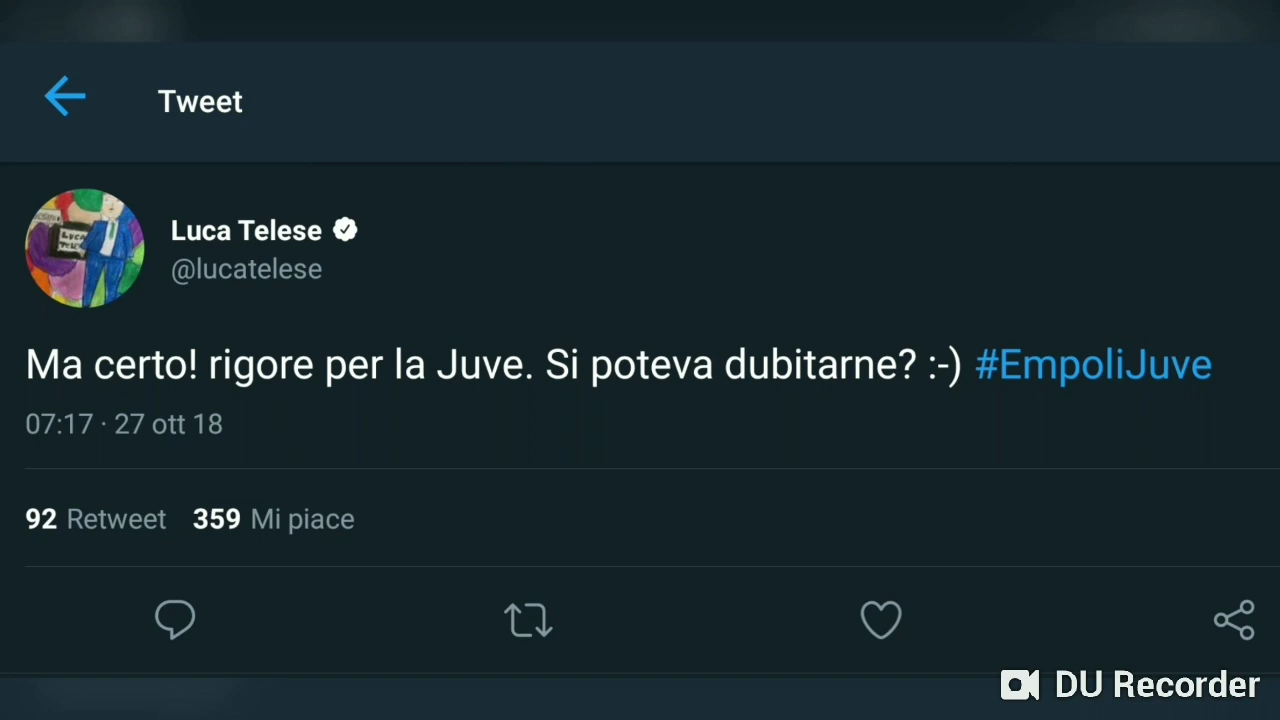 Tweet
Luca Telese
@lucatelese
Ma certo! rigore per la Juve. Si poteva dubitarne? :-) #EmpoliJuve
07:17 · 27 ott 18
92 Retweet 359 Mi piace
DU Recorder